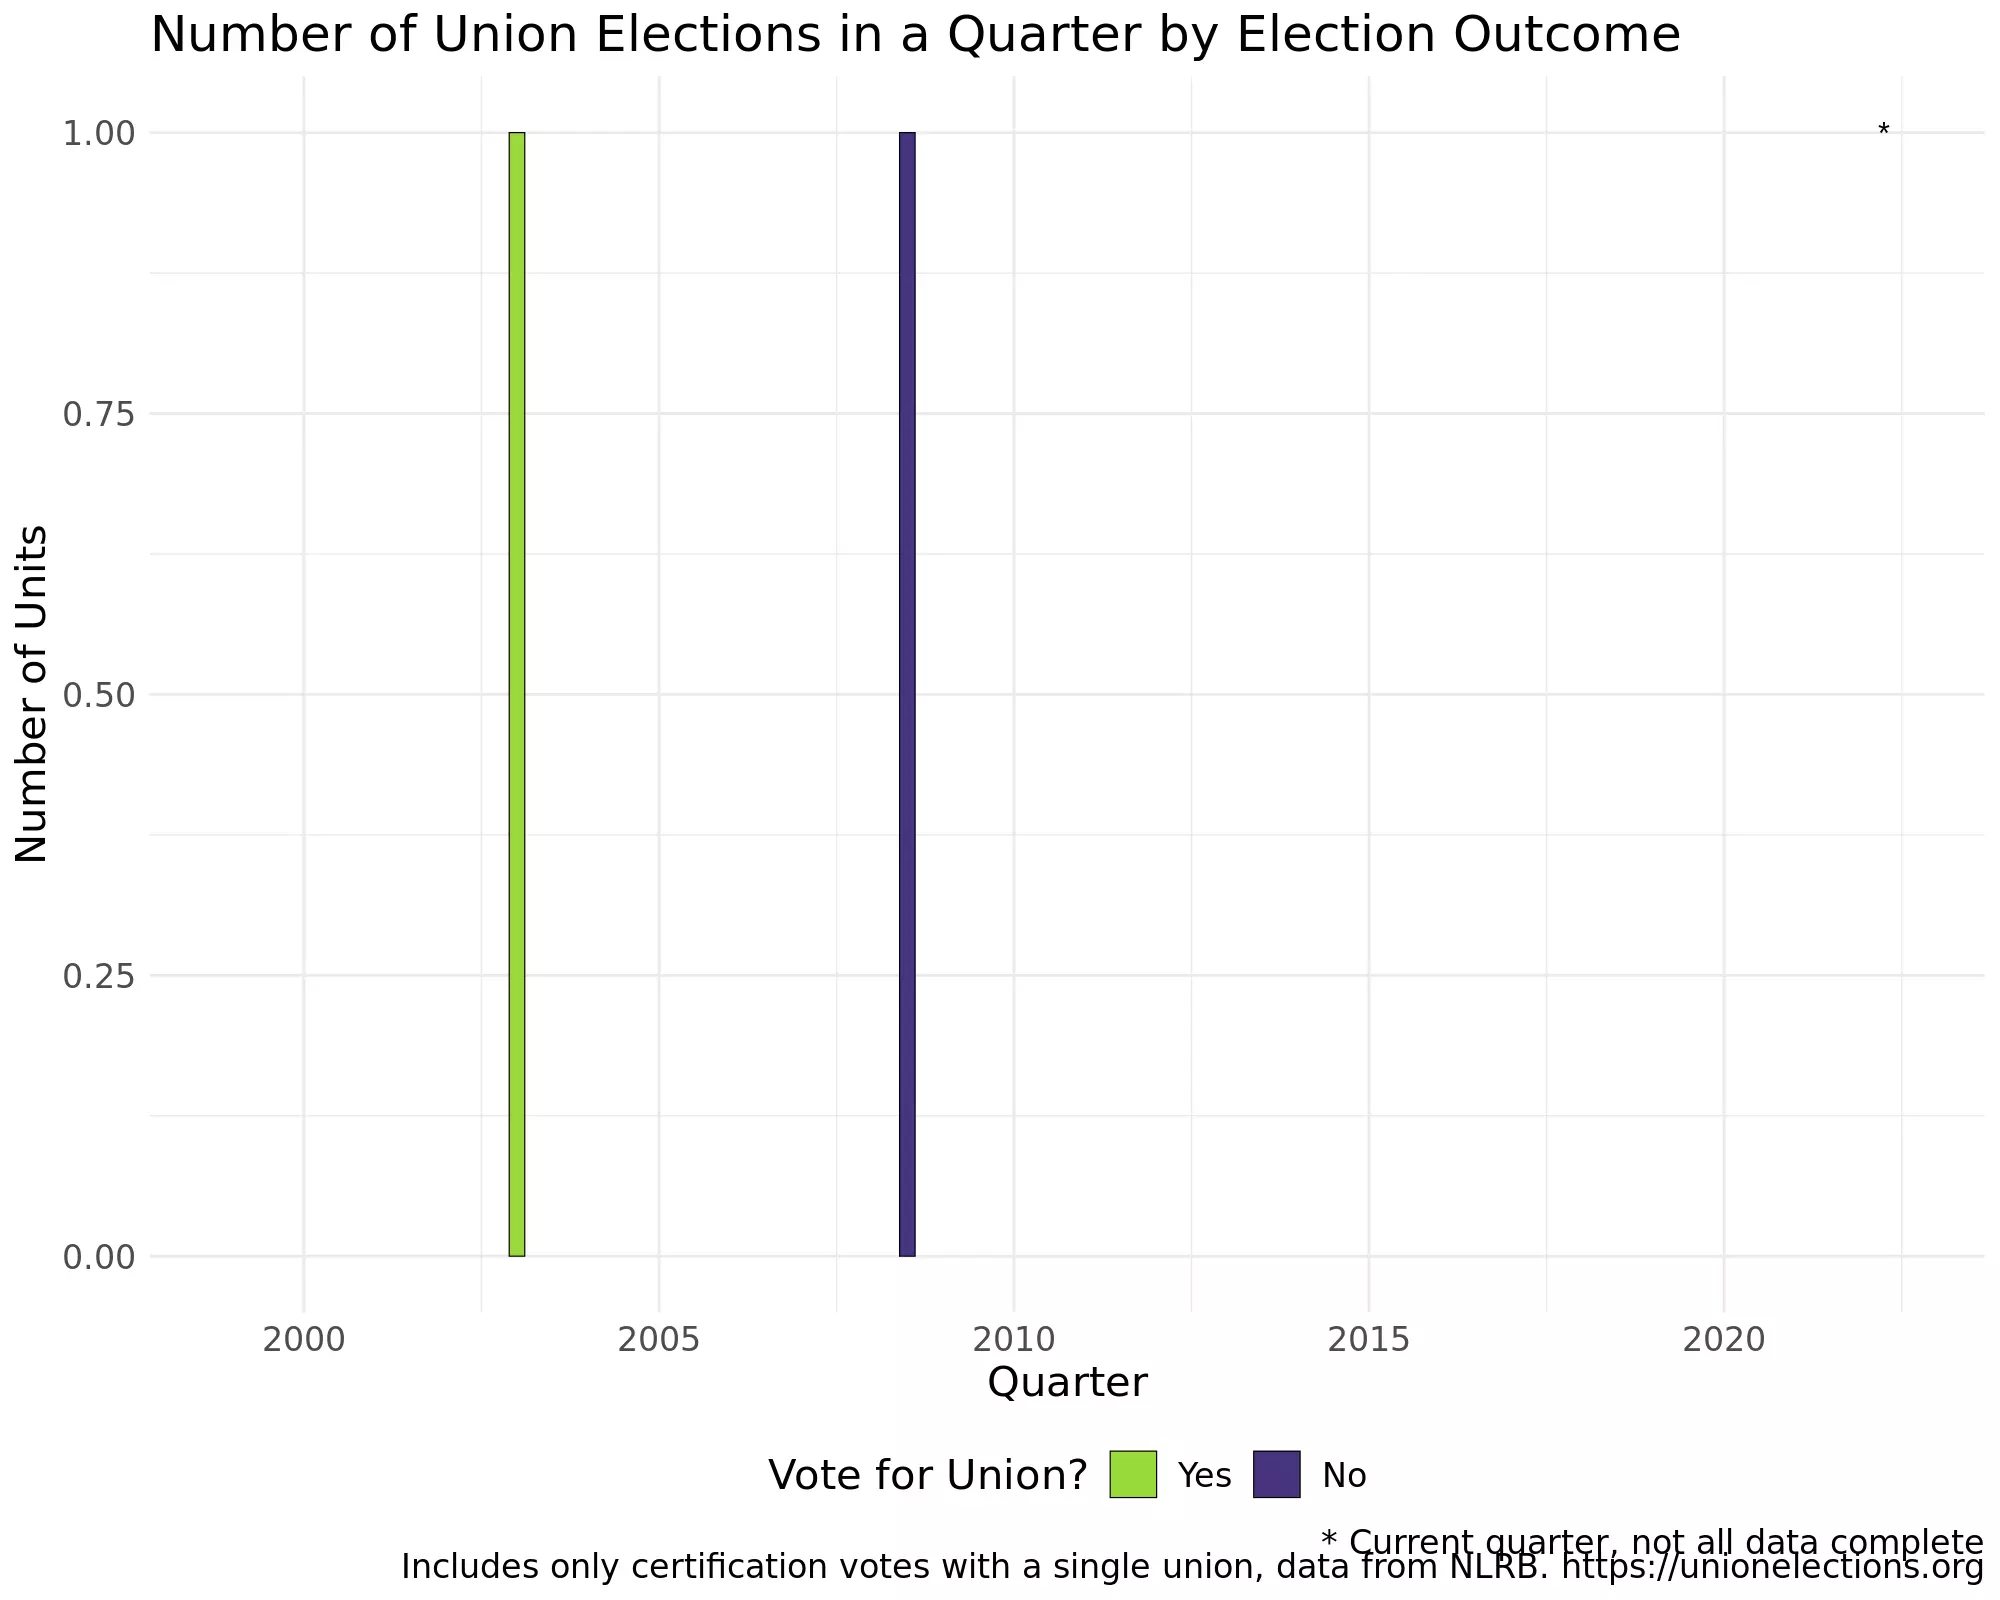 Number of Union Elections in a Quarter by Election Outcome
Number of Units
1.00
*
0.75
0.50
0.25
0.00
2000 2005 2010 2015 2020
Quarter
Vote for Union? Yes No
* Current quarter, not all data complete
Includes only certification votes with a single union, data from NLRB. https://unionelections.org